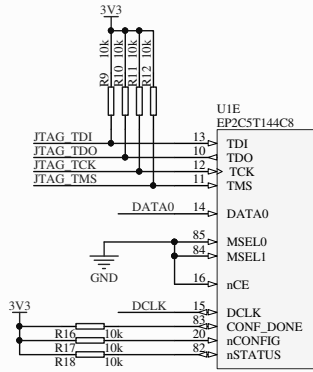 3V3
R9 10k
R10 10k
R11 10k
R12 10k
U1E
EP2C5T144C8
JTAG_TDI 13 TDI
JTAG_TDO 10 TDO
JTAG_TCK 12 TCK
JTAG_TMS 11 TMS
DATA0 14 DATA0
85 MSEL0
84 MSEL1
GND
16 nCE
3V3
DCLK 15 DCLK
83 CONF_DONE
R16 10k 20 nCONFIG
R17 10k 82 nSTATUS
R18 10k